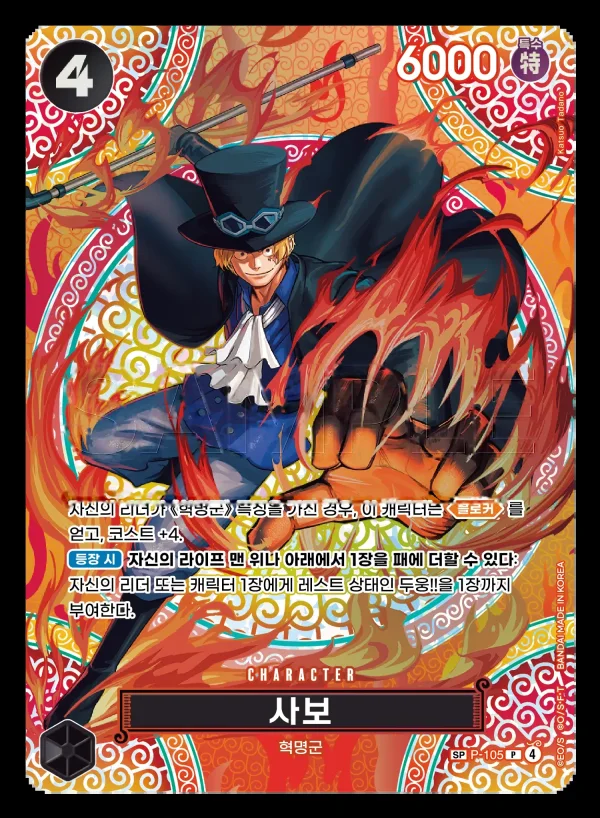 4
6000
특수
特
Katsuo Tadano
SAMPLE
자신의 리더가 《혁명군》 특징을 가진 경우, 이 캐릭터는 블로커 를
얻고, 코스트 +4.
등장 시 자신의 라이프 맨 위나 아래에서 1장을 패에 더할 수 있다:
자신의 리더 또는 캐릭터 1장에게 레스트 상태인 두웅!!을 1장까지
부여한다.
CHARACTER
사보
혁명군
SP P-105 P 4
©E.O/S ©O/S·F·T BANDAI MADE IN KOREA